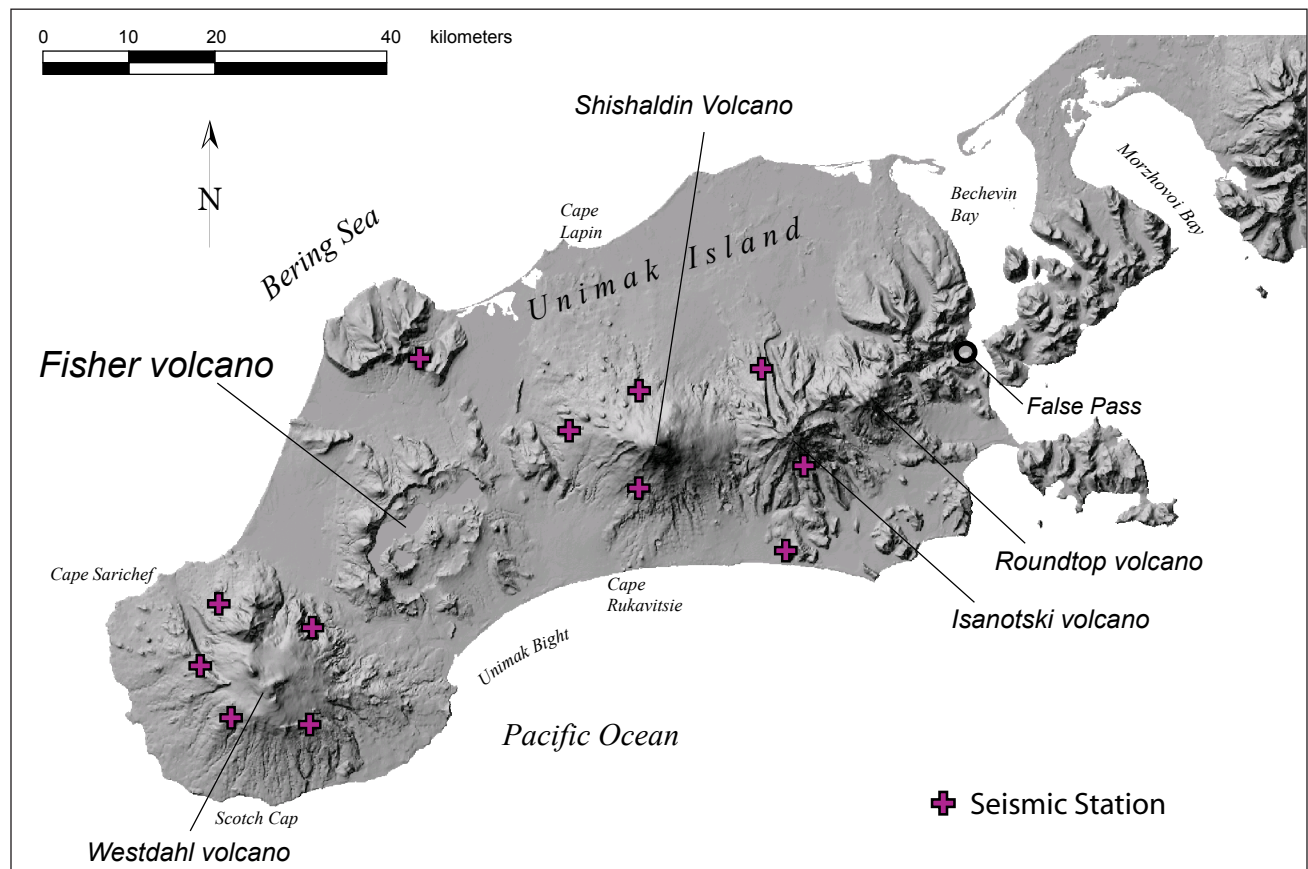 0 10 20 40 kilometers
Shishaldin Volcano
N
Morzhovoi Bay
Bechevin
Bay
Cape
Lapin
Bering Sea
Unimak Island
Fisher volcano
False Pass
Roundtop volcano
Cape Sarichef
Cape
Rukavitsie
Isanotski volcano
Unimak Bight
Pacific Ocean
Seismic Station
Scotch Cap
Westdahl volcano